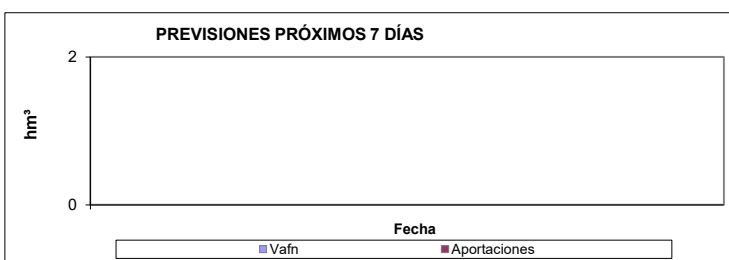 PREVISIONES PRÓXIMOS 7 DÍAS
2
hm³
0
Fecha
Vafn Aportaciones